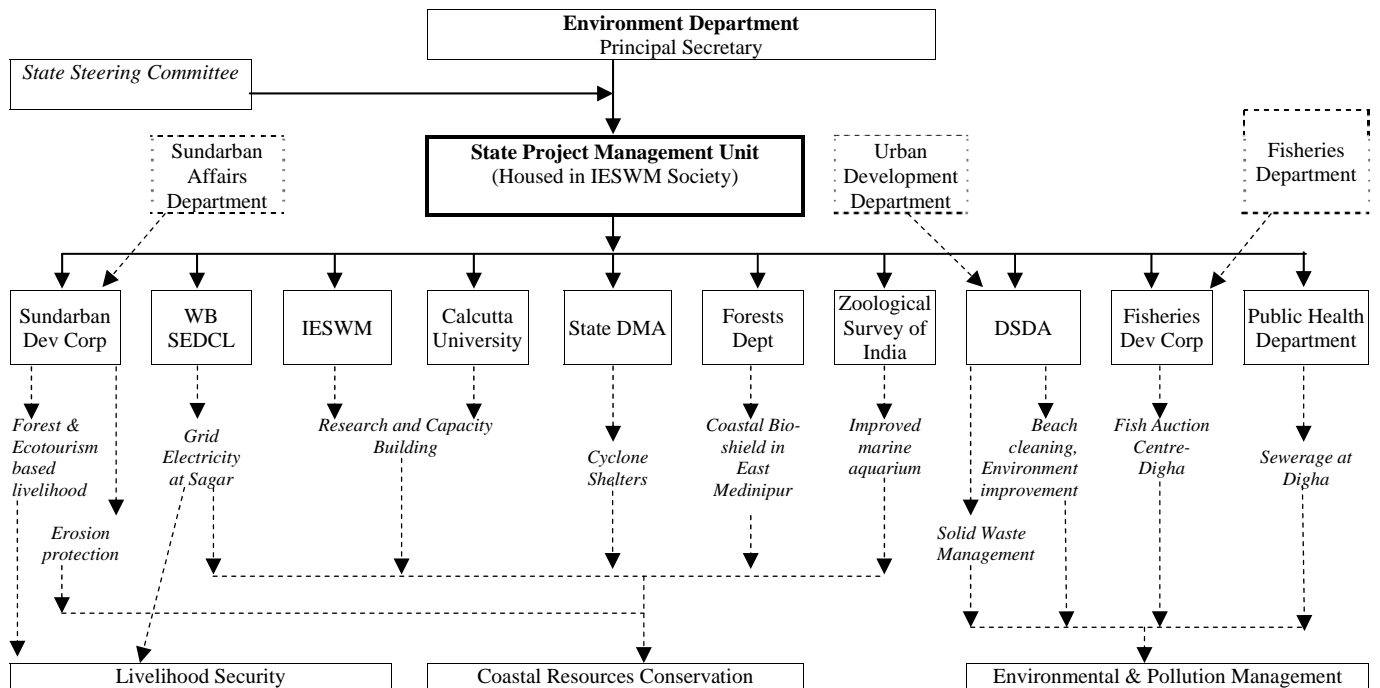 Environment Department
Principal Secretary
State Steering Committee
Sundarban
Affairs
Department
State Project Management Unit
(Housed in IESWM Society)
Urban
Development
Department
Fisheries
Department
Sundarban
Dev Corp
WB
SEDCL
IESWM
Calcutta
University
State DMA
Forests
Dept
Zoological
Survey of
India
DSDA
Fisheries
Dev Corp
Public Health
Department
Forest &
Ecotourism
based
livelihood
Erosion
protection
Grid
Electricity
at Sagar
Research and Capacity
Building
Cyclone
Shelters
Coastal Bio-
shield in
East
Medinipur
Improved
marine
aquarium
Solid Waste
Management
Beach
cleaning,
Environment
improvement
Fish Auction
Centre-
Digha
Sewerage at
Digha
Livelihood Security
Coastal Resources Conservation
Environmental & Pollution Management